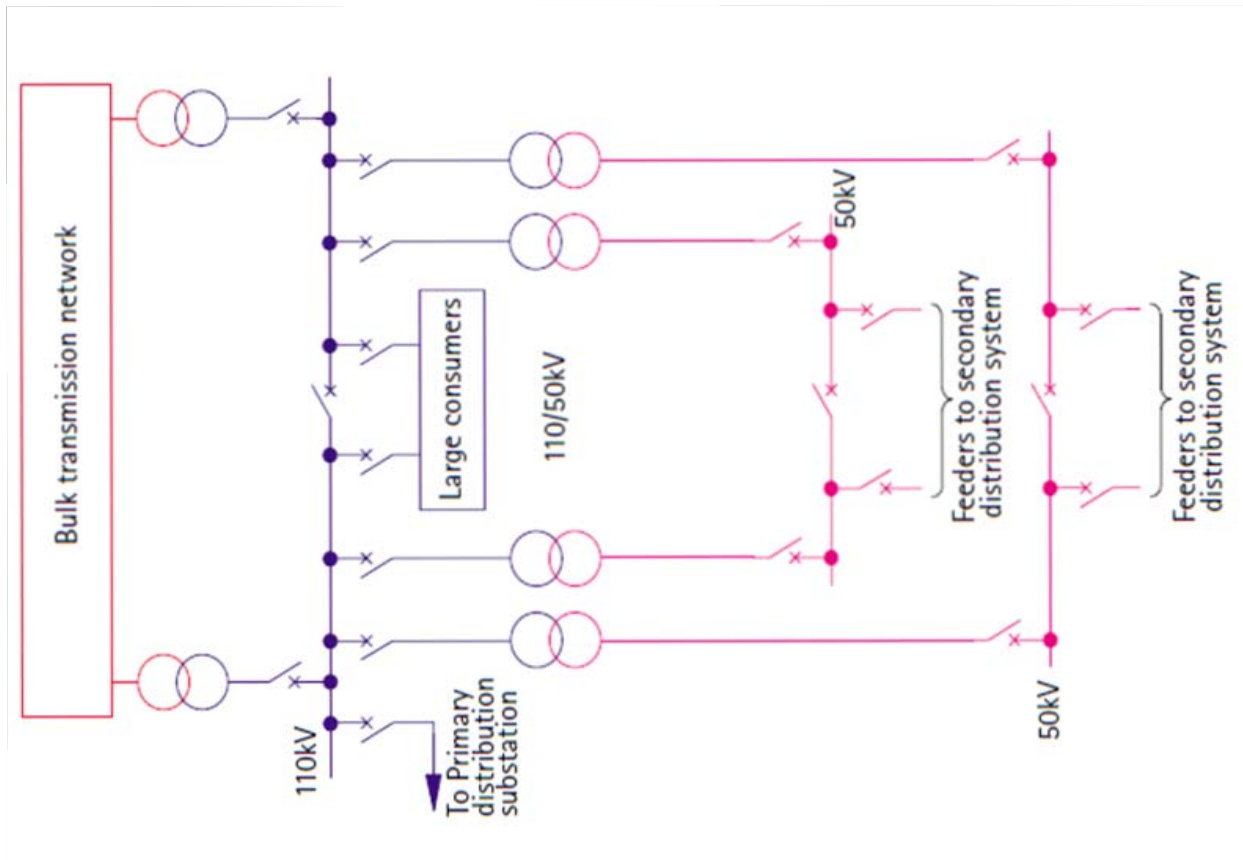 Bulk transmission network
110kV
To Primary
distribution
substation
Large consumers
110/50kV
50kV
Feeders to secondary
distribution system
50kV
Feeders to secondary
distribution system